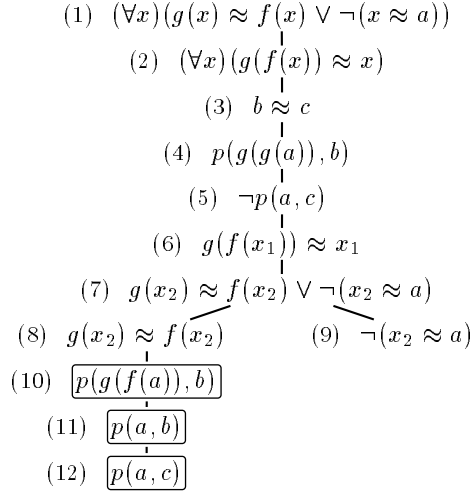 (1) (∀x)(g(x) ≈ f(x) ∨ ¬(x ≈ a))
(2) (∀x)(g(f(x)) ≈ x)
(3) b ≈ c
(4) p(g(g(a)), b)
(5) ¬p(a, c)
(6) g(f(x₁)) ≈ x₁
(7) g(x₂) ≈ f(x₂) ∨ ¬(x₂ ≈ a)
(8) g(x₂) ≈ f(x₂) (9) ¬(x₂ ≈ a)
(10) p(g(f(a)), b)
(11) p(a, b)
(12) p(a, c)